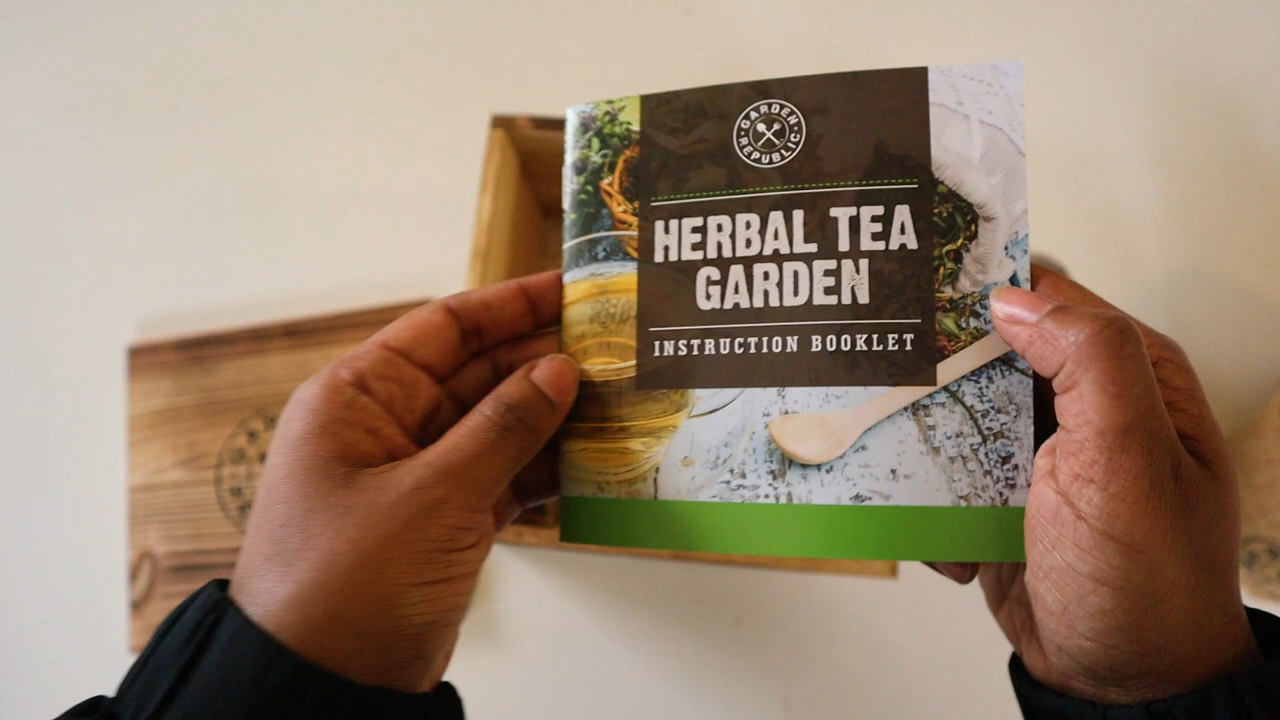 GARDEN
REPUBLIC
HERBAL TEA
GARDEN
INSTRUCTION BOOKLET